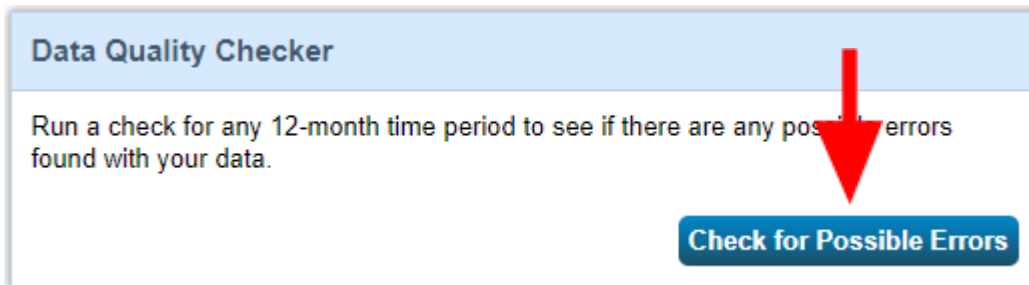 Data Quality Checker
Run a check for any 12-month time period to see if there are any possible errors
found with your data.
Check for Possible Errors